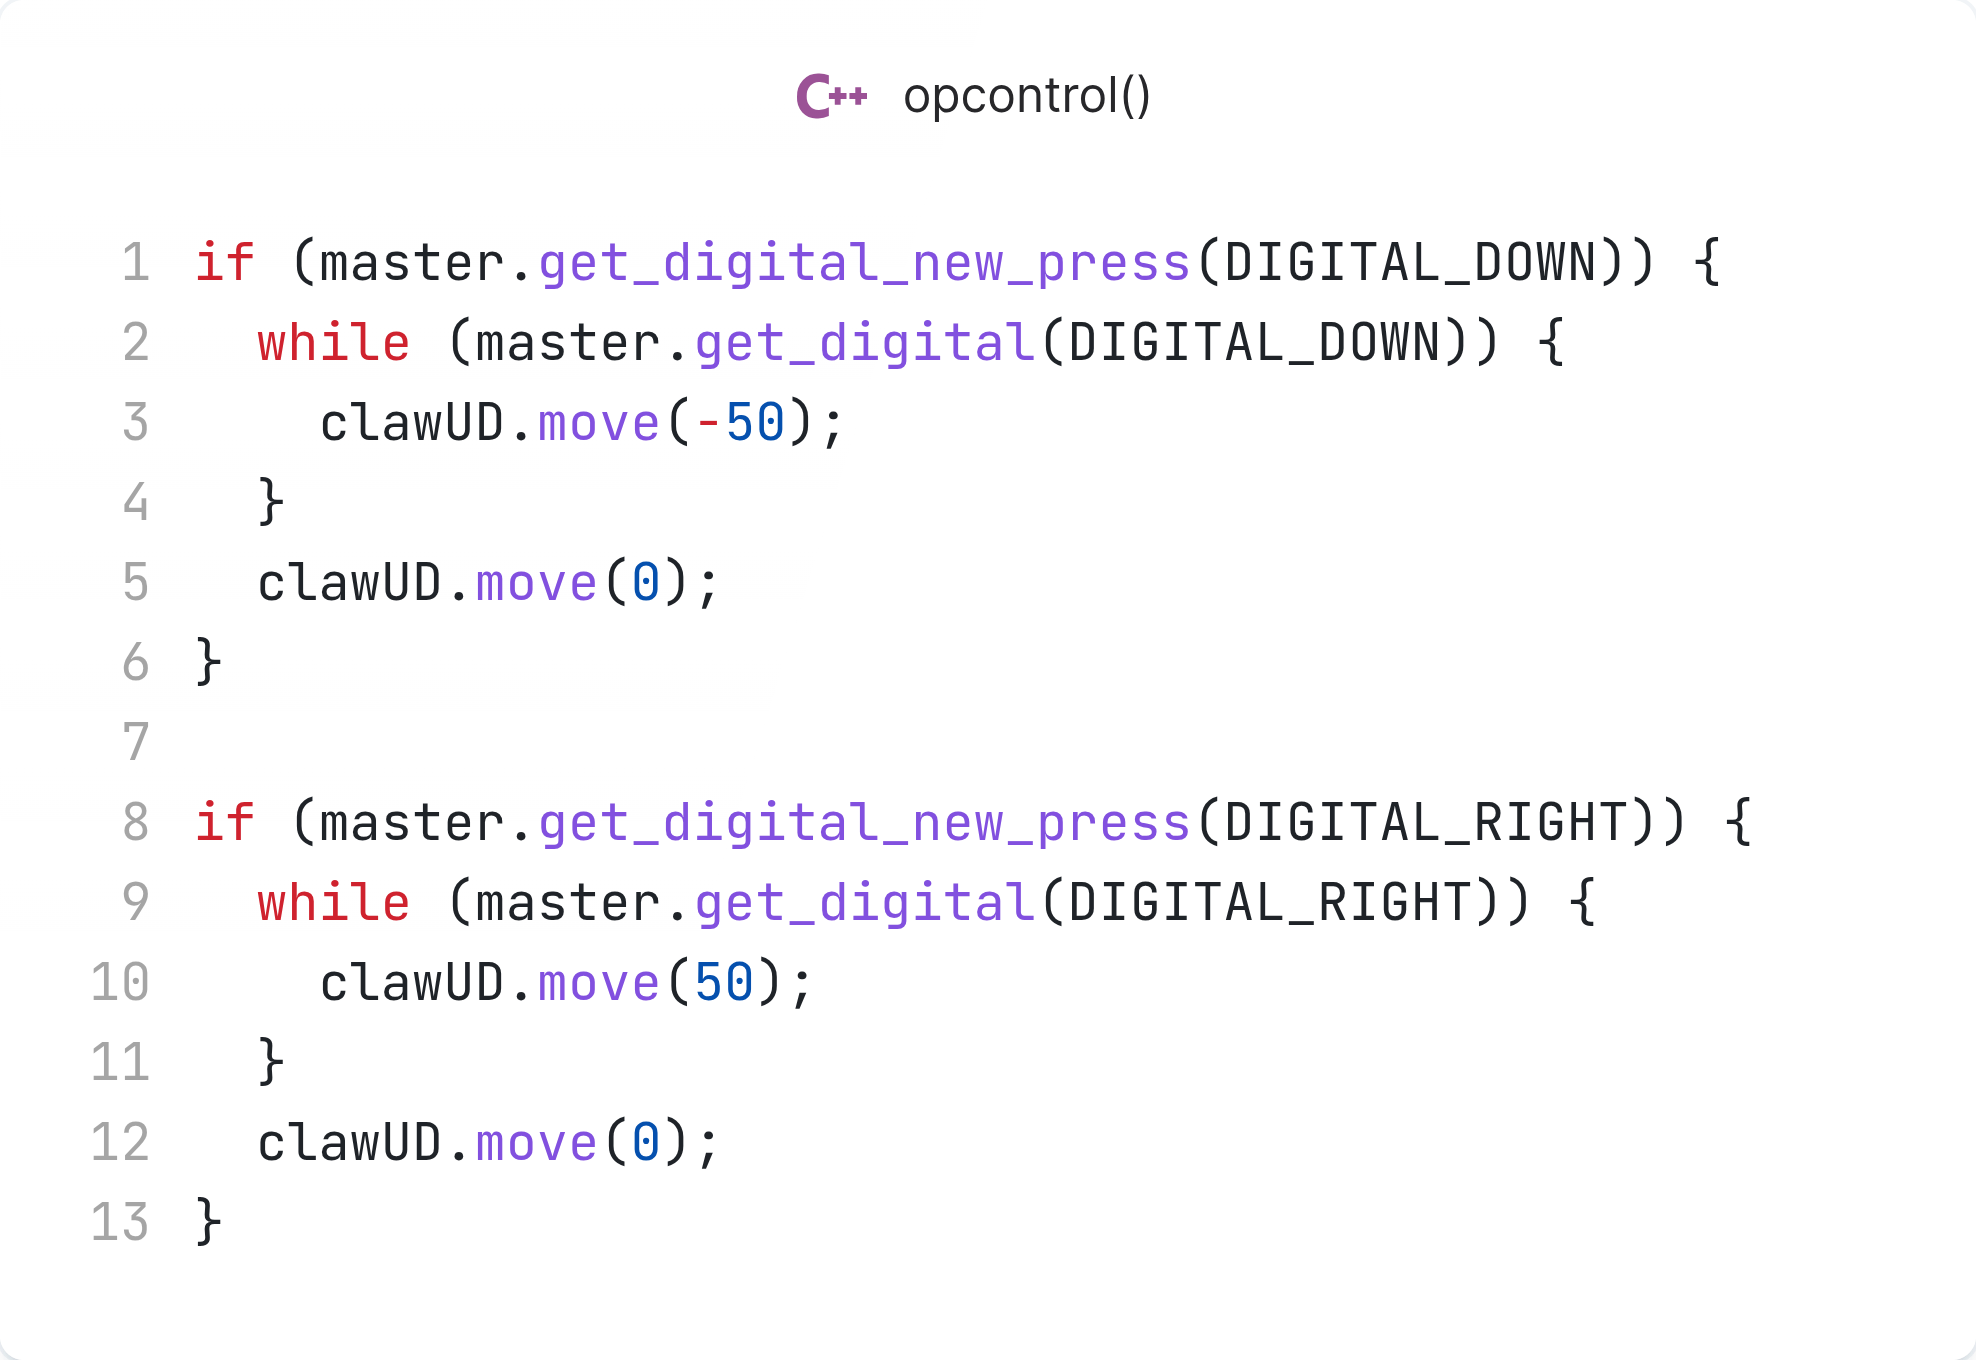 C++ opcontrol()
1 if (master.get_digital_new_press(DIGITAL_DOWN)) {
2   while (master.get_digital(DIGITAL_DOWN)) {
3     clawUD.move(-50);
4   }
5   clawUD.move(0);
6 }
7
8 if (master.get_digital_new_press(DIGITAL_RIGHT)) {
9   while (master.get_digital(DIGITAL_RIGHT)) {
10     clawUD.move(50);
11   }
12   clawUD.move(0);
13 }